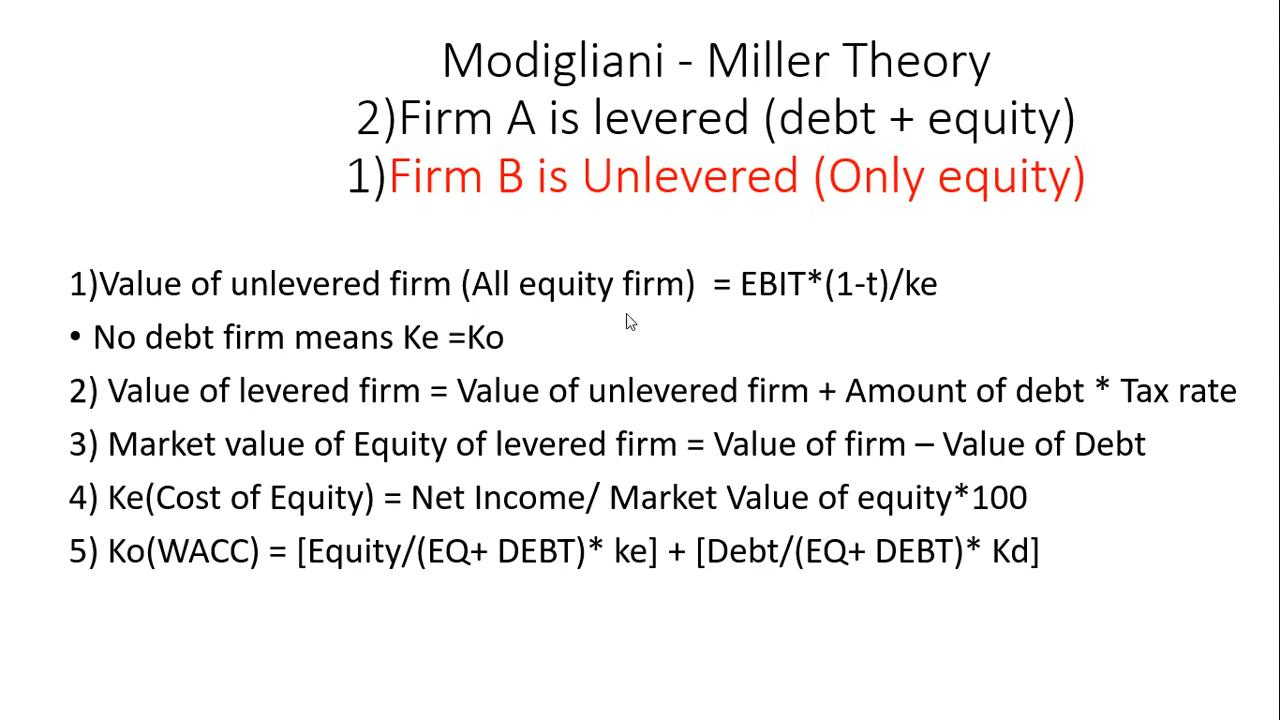 Modigliani - Miller Theory
2)Firm A is levered (debt + equity)
1)Firm B is Unlevered (Only equity)
1)Value of unlevered firm (All equity firm)  = EBIT*(1-t)/ke
• No debt firm means Ke =Ko
2) Value of levered firm = Value of unlevered firm + Amount of debt * Tax rate
3) Market value of Equity of levered firm = Value of firm – Value of Debt
4) Ke(Cost of Equity) = Net Income/ Market Value of equity*100
5) Ko(WACC) = [Equity/(EQ+ DEBT)* ke] + [Debt/(EQ+ DEBT)* Kd]